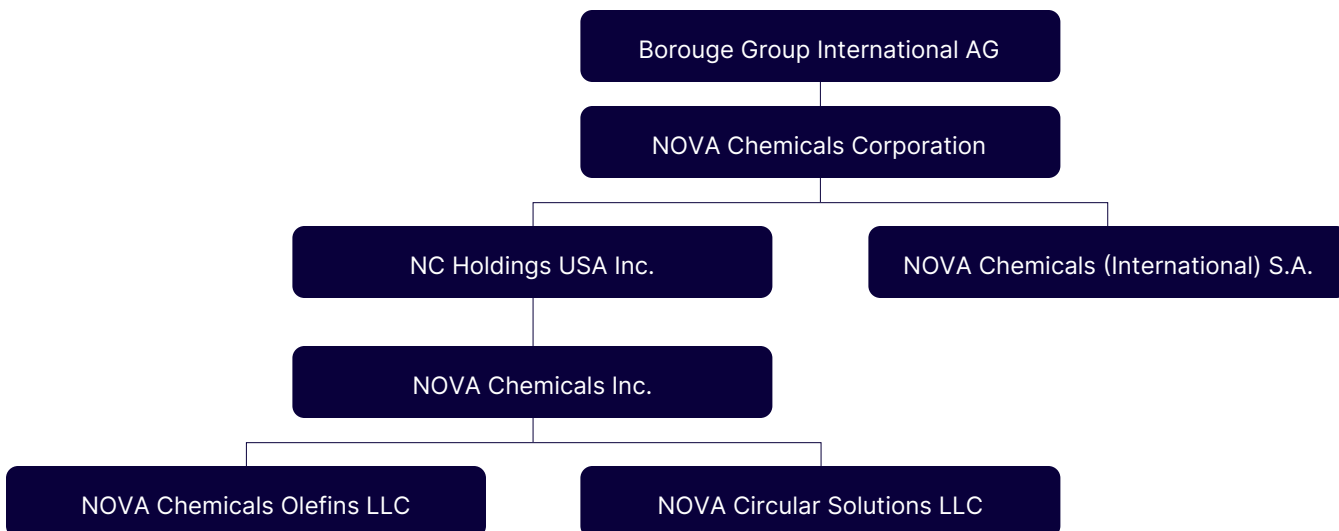 Borouge Group International AG
NOVA Chemicals Corporation
NC Holdings USA Inc.
NOVA Chemicals (International) S.A.
NOVA Chemicals Inc.
NOVA Chemicals Olefins LLC
NOVA Circular Solutions LLC